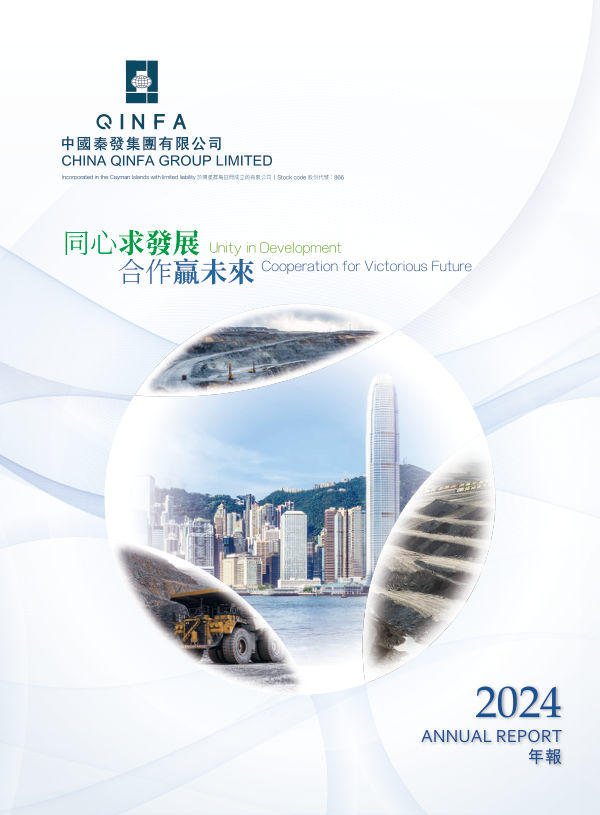 QINFA
中國秦發集團有限公司
CHINA QINFA GROUP LIMITED
Incorporated in the Cayman Islands with limited liability 於開曼群島註冊成立的有限公司 | Stock code 股份代號：866
同心求發展 Unity in Development
合作贏未來 Cooperation for Victorious Future
2024
ANNUAL REPORT
年報